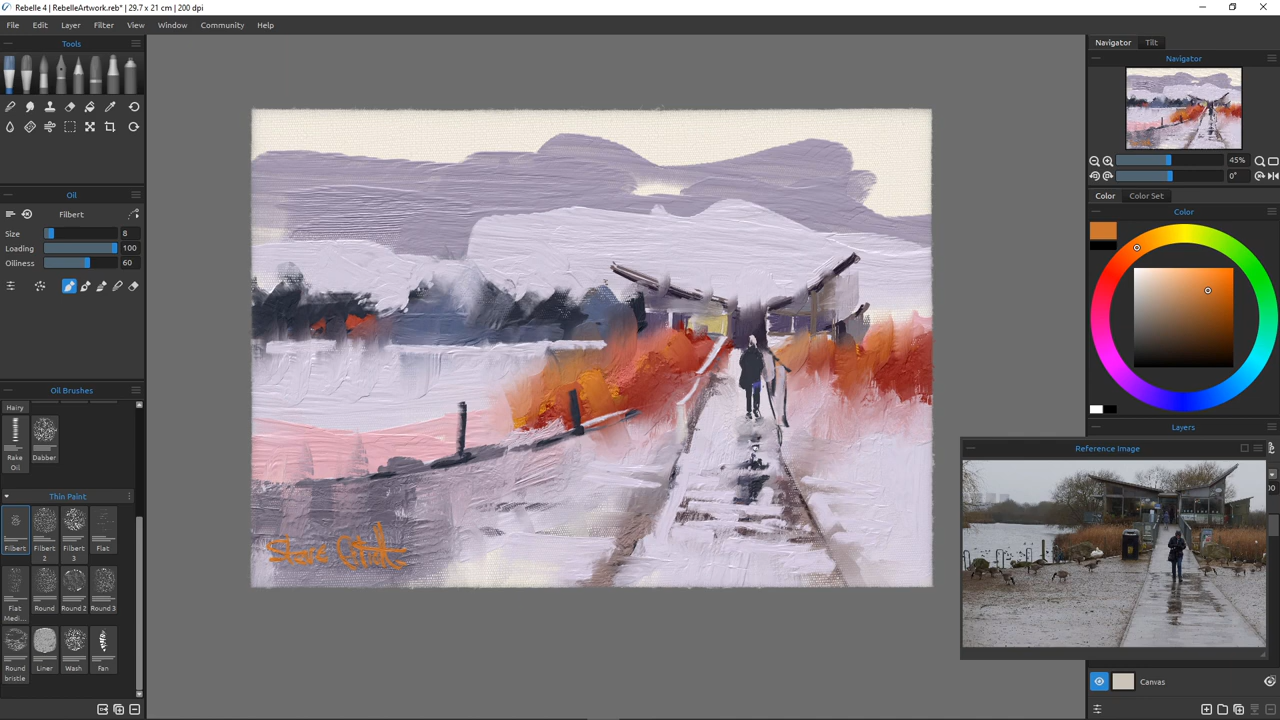 Rebelle 4 | RebelleArtwork.reb* | 29.7 x 21 cm | 200 dpi
File Edit Layer Filter View Window Community Help
Tools
Oil
Filbert
Size 8
Loading 100
Oiliness 60
Oil Brushes
Hairy
Rake Oil
Dabber
Thin Paint
Filbert
Filbert 2
Filbert 3
Flat
Flat Medi...
Round
Round 2
Round 3
Round bristle
Liner
Wash
Fan
Navigator Tilt
Navigator
45%
0°
Color Color Set
Color
Layers
00
Reference Image
Canvas